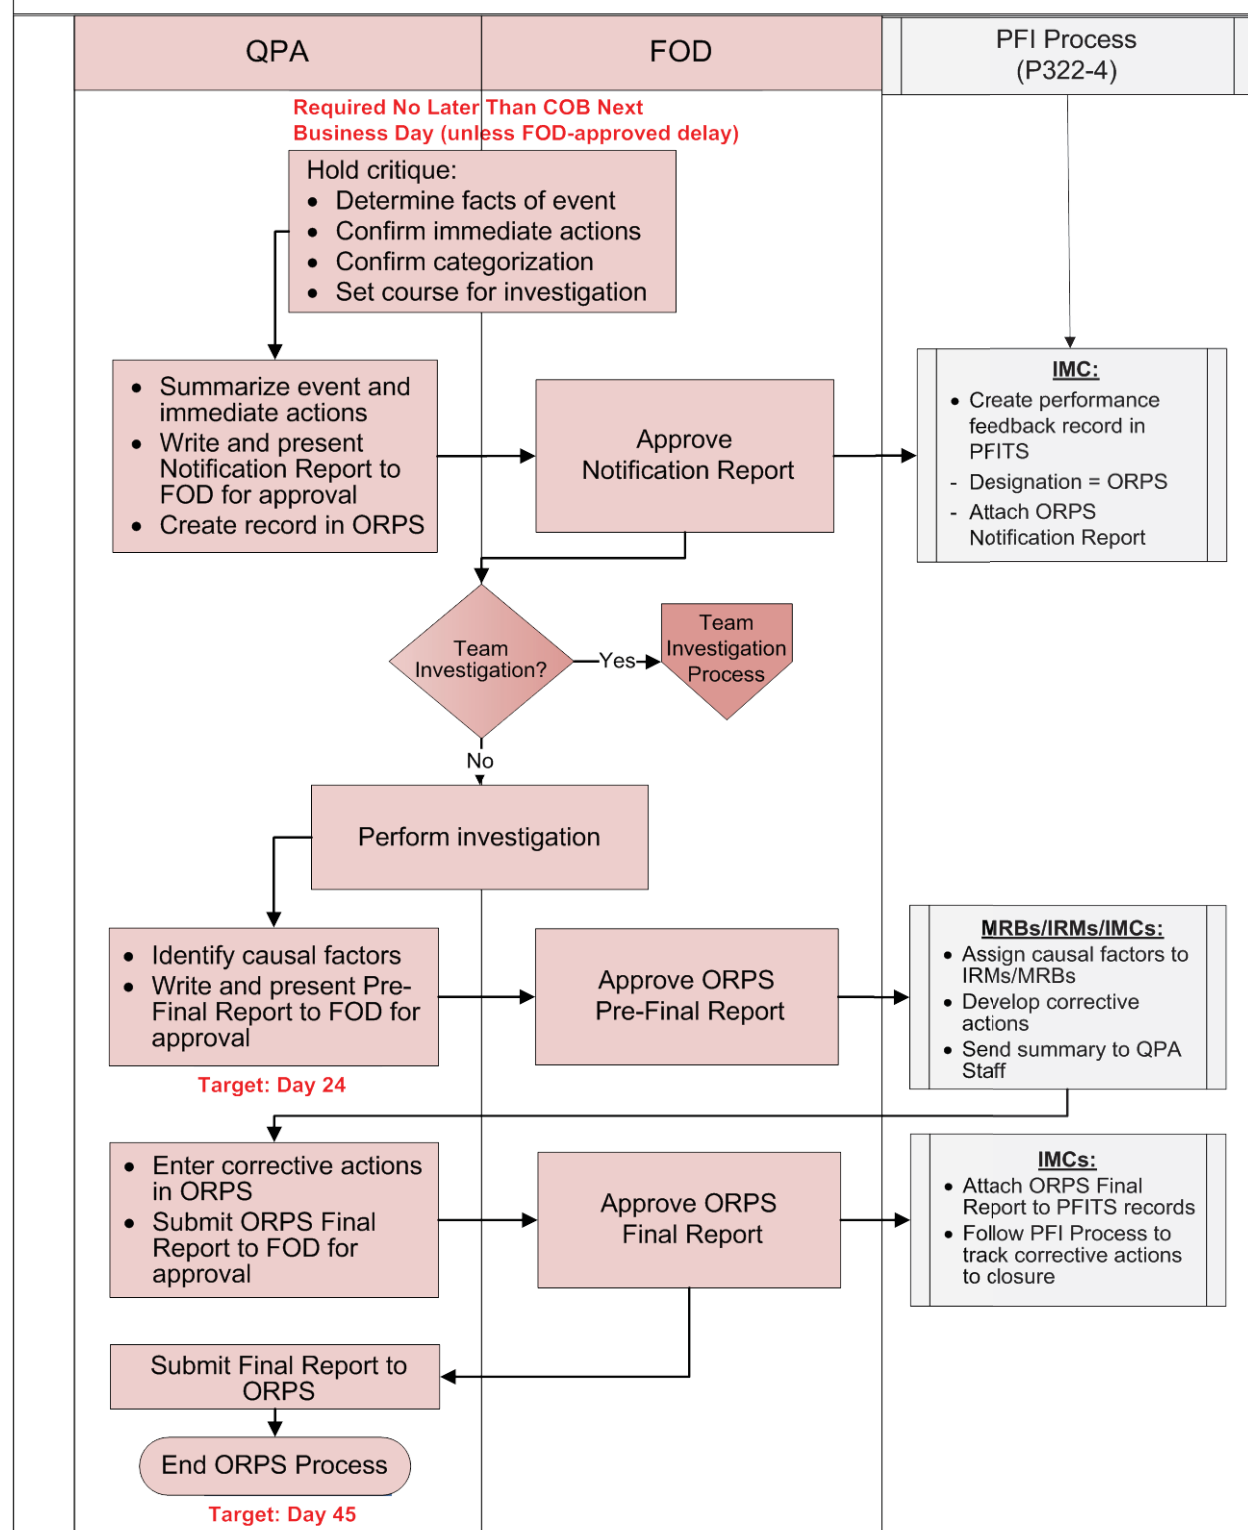 QPA
FOD
PFI Process
(P322-4)
Required No Later Than COB Next
Business Day (unless FOD-approved delay)
Hold critique:
• Determine facts of event
• Confirm immediate actions
• Confirm categorization
• Set course for investigation
• Summarize event and
immediate actions
• Write and present
Notification Report to
FOD for approval
• Create record in ORPS
Approve
Notification Report
IMC:
• Create performance
feedback record in
PFITS
- Designation = ORPS
- Attach ORPS
Notification Report
Team
Investigation?
Yes
Team
Investigation
Process
No
Perform investigation
• Identify causal factors
• Write and present Pre-
Final Report to FOD for
approval
Target: Day 24
Approve ORPS
Pre-Final Report
MRBs/IRMs/IMCs:
• Assign causal factors to
IRMs/MRBs
• Develop corrective
actions
• Send summary to QPA
Staff
• Enter corrective actions
in ORPS
• Submit ORPS Final
Report to FOD for
approval
Approve ORPS
Final Report
IMCs:
• Attach ORPS Final
Report to PFITS records
• Follow PFI Process to
track corrective actions
to closure
Submit Final Report to
ORPS
End ORPS Process
Target: Day 45